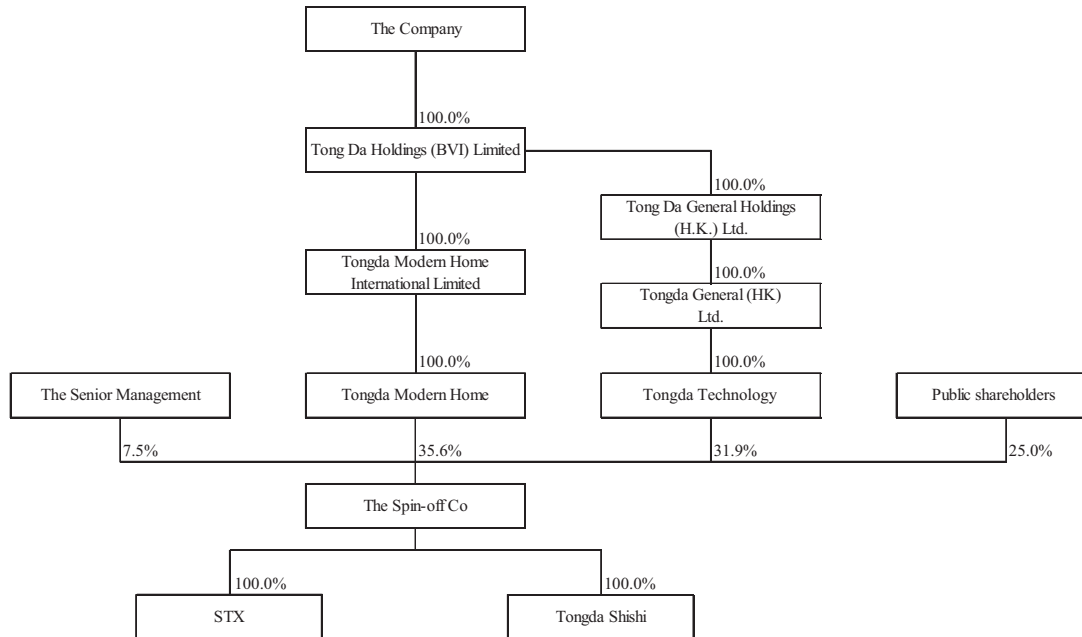 The Company
100.0%
Tong Da Holdings (BVI) Limited
100.0%
Tong Da General Holdings
(H.K.) Ltd.
100.0%
Tongda Modern Home
International Limited
100.0%
Tongda General (HK)
Ltd.
100.0%
100.0%
The Senior Management
Tongda Modern Home
Tongda Technology
Public shareholders
7.5%
35.6%
31.9%
25.0%
The Spin-off Co
100.0%
100.0%
STX
Tongda Shishi